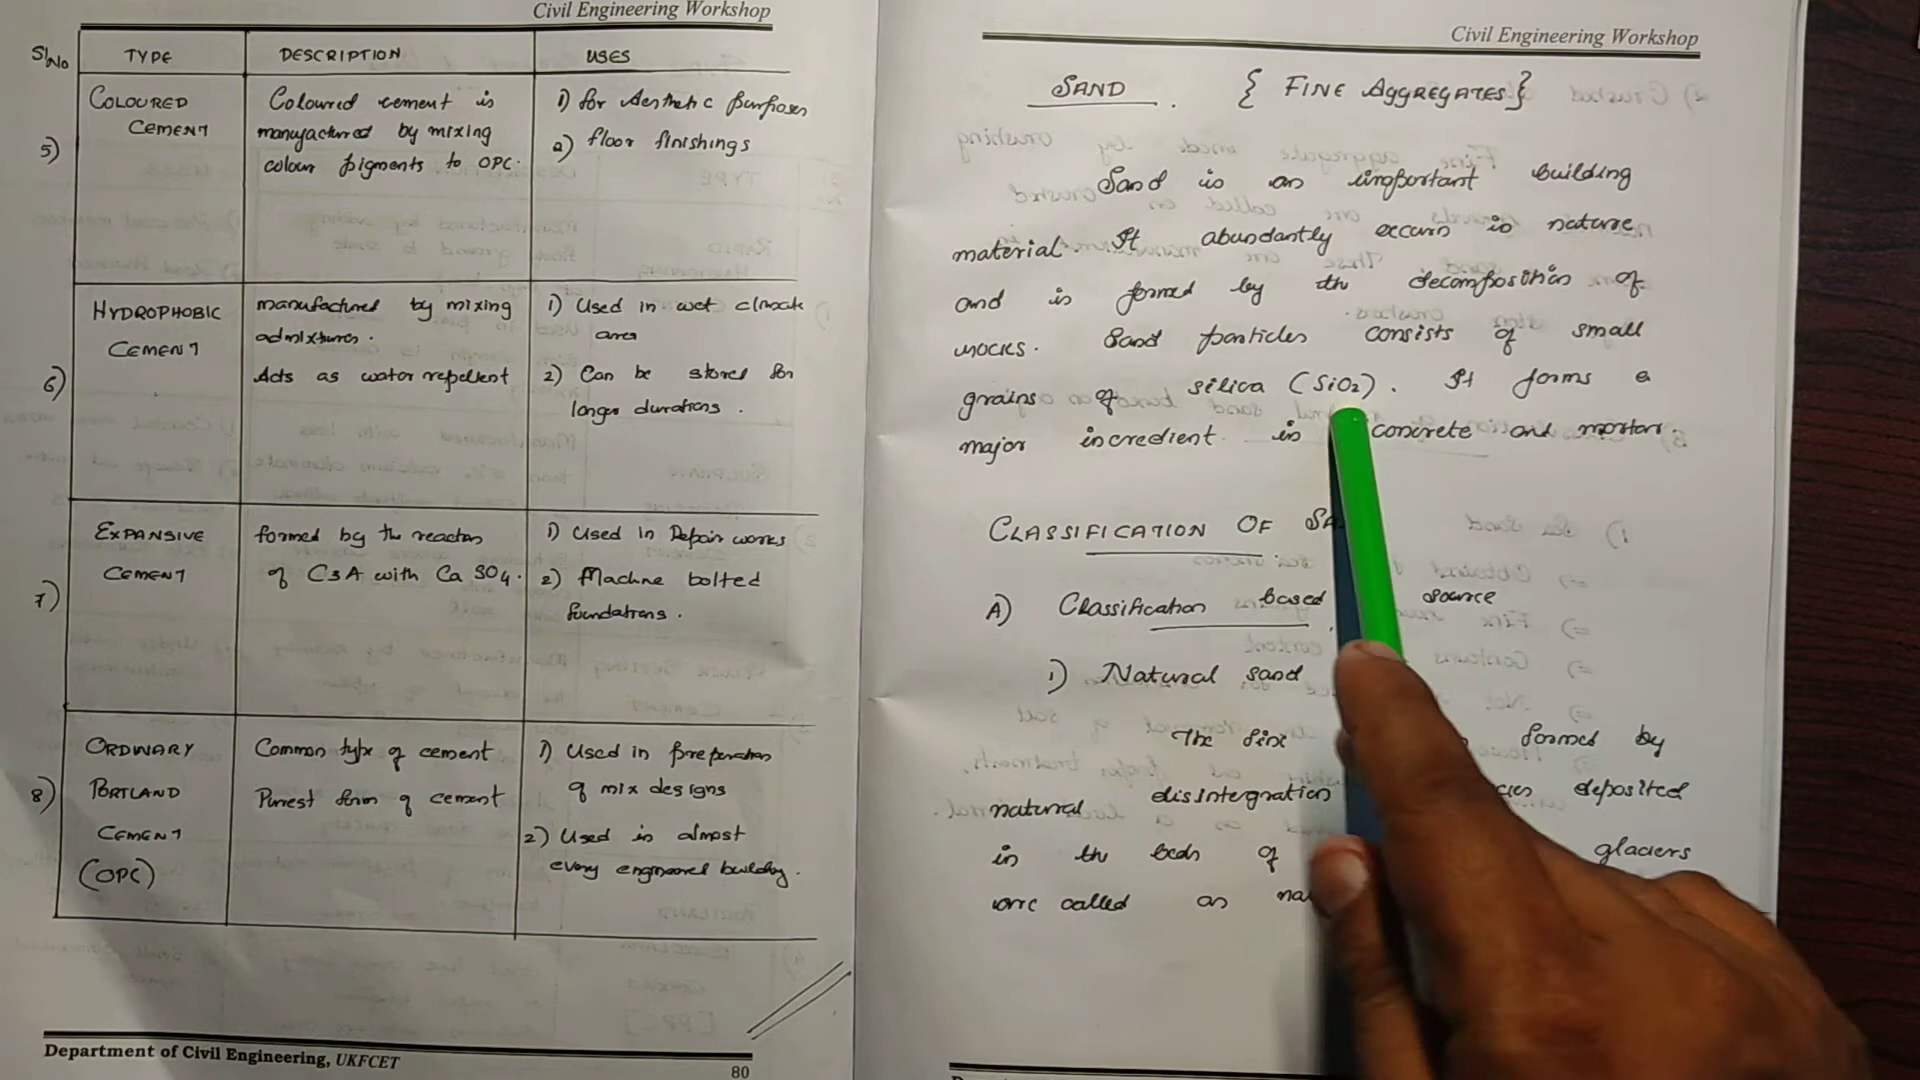 Civil Engineering Workshop
Sl/No TYPE DESCRIPTION USES
5) COLOURED CEMENT
Coloured cement is
manufactured by mixing
colour pigments to OPC.
1) for Aesthetic purposes
2) floor finishings
6) HYDROPHOBIC CEMENT
manufactured by mixing
admixtures.
Acts as water repellent
1) Used in wet climate
area
2) Can be stored for
longer durations.
7) EXPANSIVE CEMENT
formed by the reaction
of C3A with CaSO4.
1) Used in Repair works
2) Machine bolted
foundations.
8) ORDINARY
PORTLAND
CEMENT
(OPC)
Common type of cement
Purest form of cement
1) Used in preparation
of mix designs
2) Used in almost
every engineered building.
Department of Civil Engineering, UKFCET
80
Civil Engineering Workshop
SAND. { FINE AGGREGATES }
Sand is an important building
material. It abundantly occurs in nature
and is formed by the decomposition of
rocks. Sand particles consists of small
grains of silica (SiO2). It forms a
major incredient in concrete and mortar.
CLASSIFICATION OF
A) Classification based source
1) Natural sand
The fine formed by
natural disintegration deposited
in the beds of glaciers
are called as